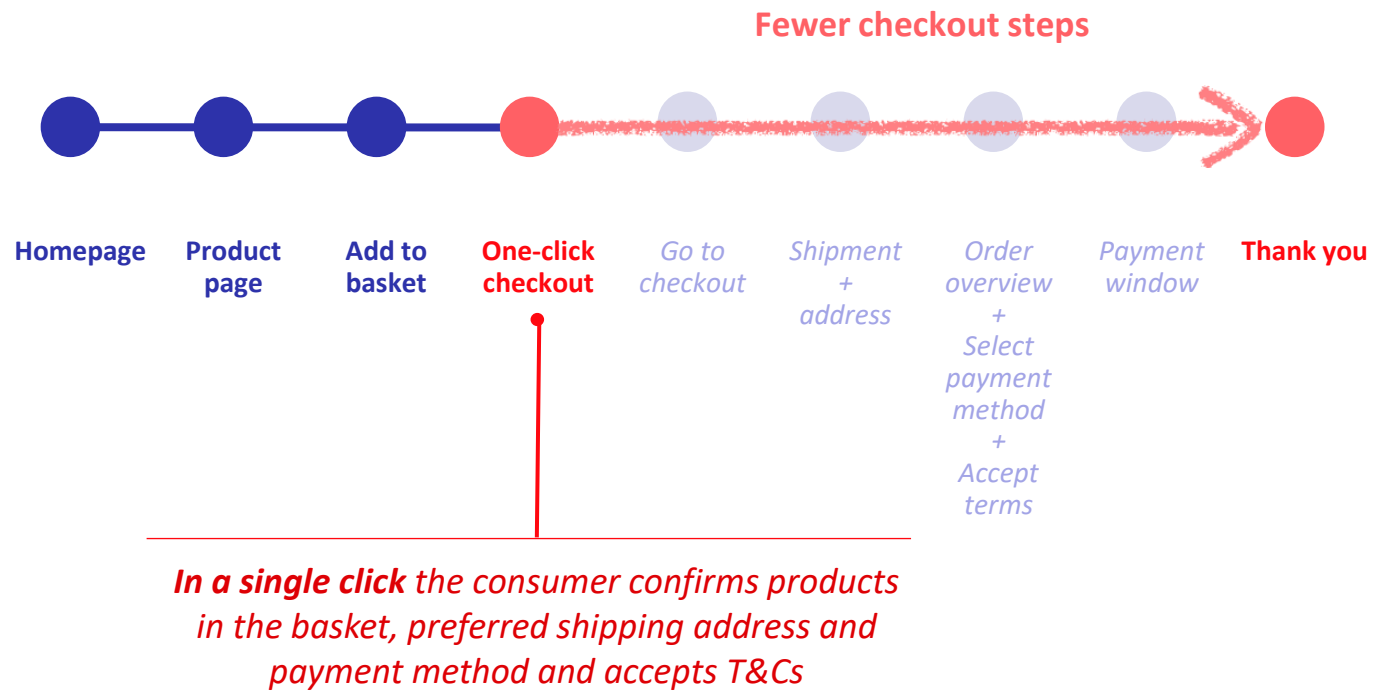 Fewer checkout steps
Homepage
Product
page
Add to
basket
One-click
checkout
Go to
checkout
Shipment
+
address
Order
overview
+
Select
payment
method
+
Accept
terms
Payment
window
Thank you
In a single click the consumer confirms products
in the basket, preferred shipping address and
payment method and accepts T&Cs